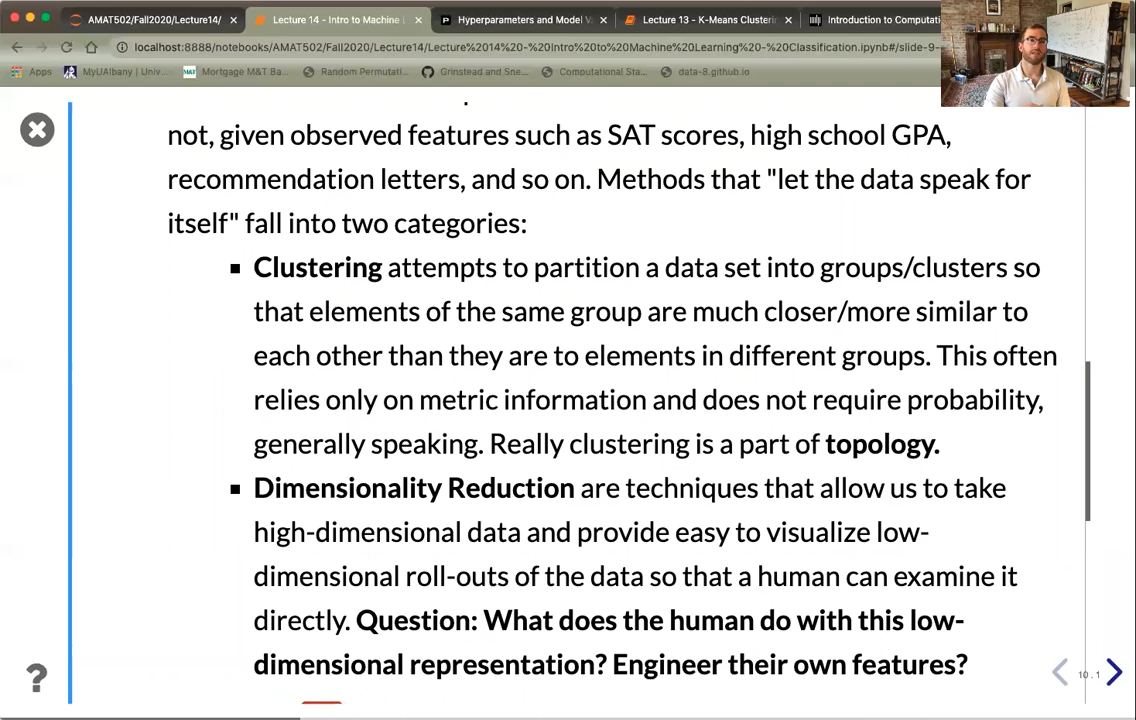 AMAT502/Fall2020/Lecture14/
Lecture 14 - Intro to Machine L
Hyperparameters and Model V
Lecture 13 - K-Means Clusterin
Introduction to Computati
localhost:8888/notebooks/AMAT502/Fall2020/Lecture14/Lecture%2014%20-%20Intro%20to%20Machine%20Learning%20-%20Classification.ipynb#/slide-9-
Apps
MyUAlbany | Univ...
Mortgage M&T Ba...
Random Permutati...
Grinstead and Sne...
Computational Sta...
data-8.github.io
not, given observed features such as SAT scores, high school GPA,
recommendation letters, and so on. Methods that "let the data speak for
itself" fall into two categories:
Clustering attempts to partition a data set into groups/clusters so
that elements of the same group are much closer/more similar to
each other than they are to elements in different groups. This often
relies only on metric information and does not require probability,
generally speaking. Really clustering is a part of topology.
Dimensionality Reduction are techniques that allow us to take
high-dimensional data and provide easy to visualize low-
dimensional roll-outs of the data so that a human can examine it
directly. Question: What does the human do with this low-
dimensional representation? Engineer their own features?
10.1
?